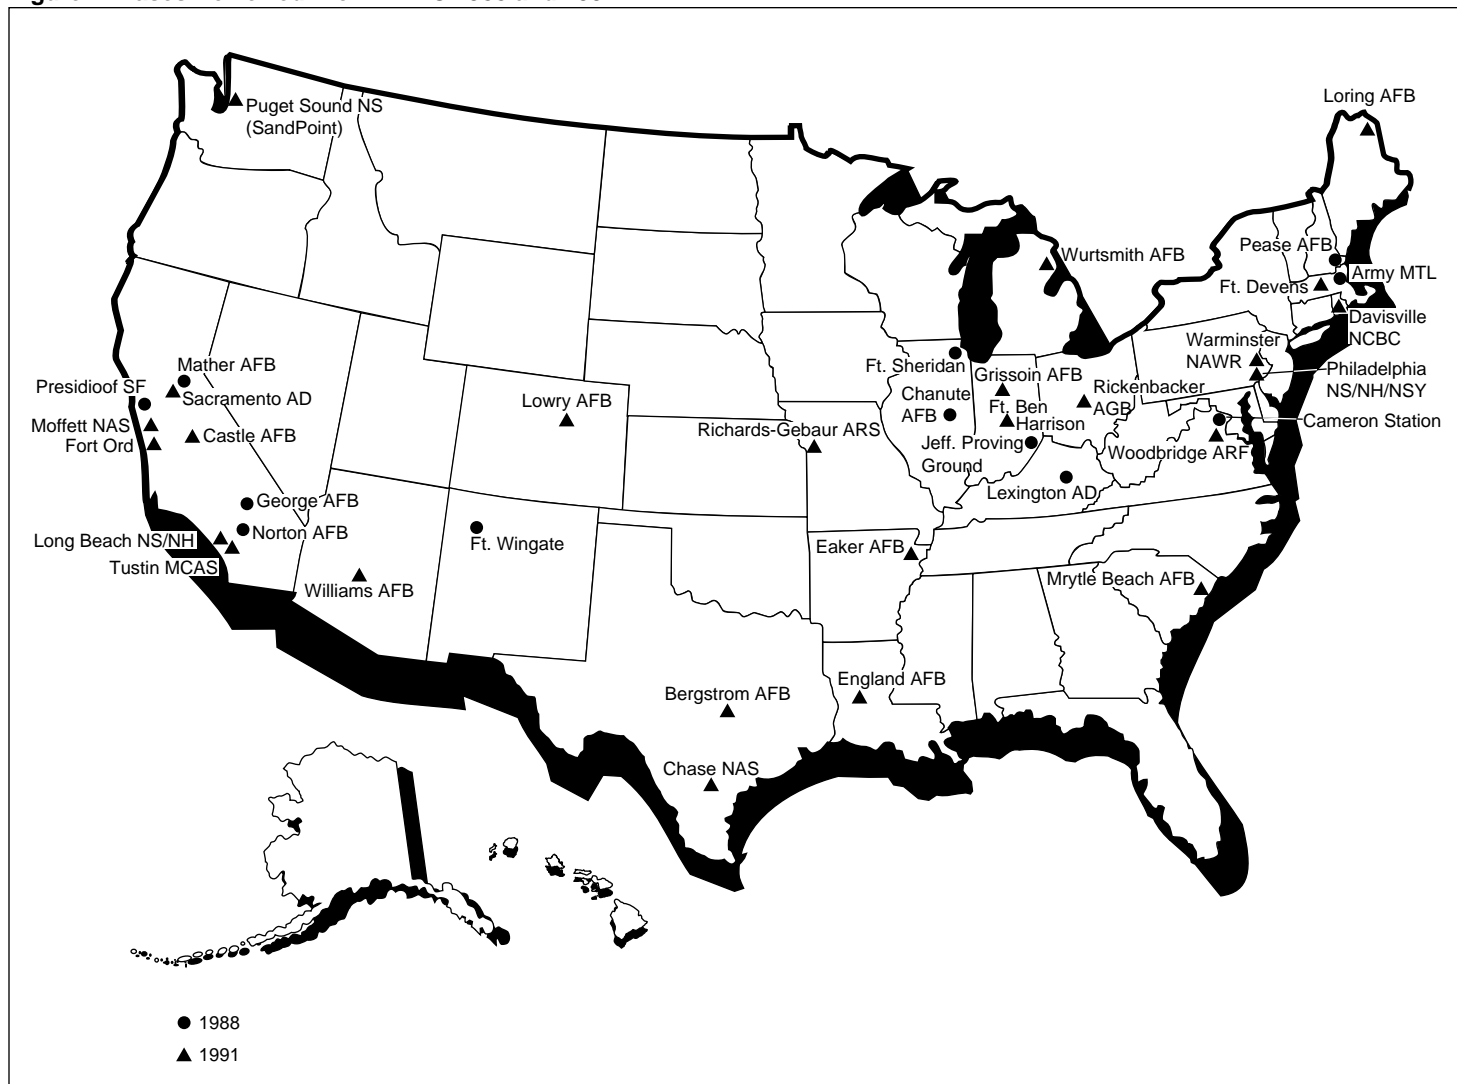 Loring AFB
Puget Sound NS
(SandPoint)
Pease AFB
Wurtsmith AFB
Army MTL
Ft. Devens
Davisville
NCBC
Warminster
NAWR
Ft. Sheridan
Mather AFB
Grissoin AFB
Philadelphia
NS/NH/NSY
Presidioof SF
Sacramento AD
Lowry AFB
Chanute
AFB
Rickenbacker
AGB
Ft. Ben
Harrison
Moffett NAS
Fort Ord
Castle AFB
Richards-Gebaur ARS
Cameron Station
Jeff. Proving
Ground
Woodbridge ARF
Lexington AD
George AFB
Norton AFB
Long Beach NS/NH
Tustin MCAS
Ft. Wingate
Eaker AFB
Williams AFB
Mrytle Beach AFB
England AFB
Bergstrom AFB
Chase NAS
1988
1991